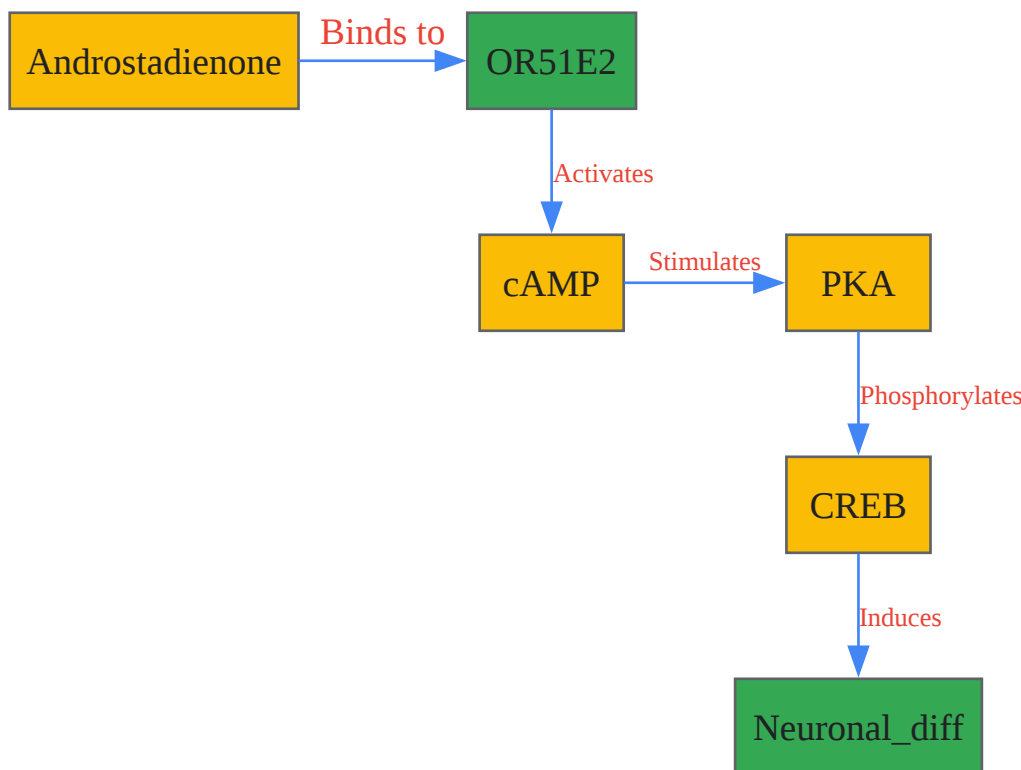 Androstadienone
Binds to
OR51E2
Activates
cAMP
Stimulates
PKA
Phosphorylates
CREB
Induces
Neuronal_diff